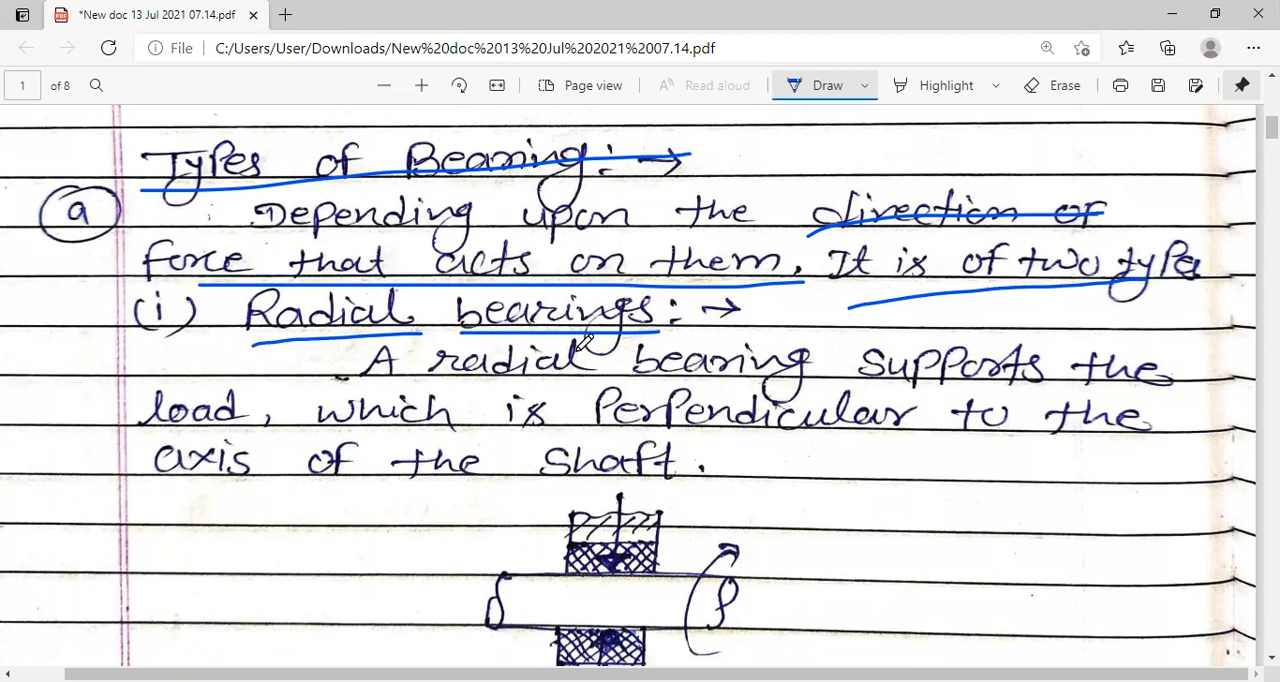 *New doc 13 Jul 2021 07.14.pdf
File | C:/Users/User/Downloads/New%20doc%2013%20Jul%202021%2007.14.pdf
1 of 8 Page view Read aloud Draw Highlight Erase
Types of Bearing: →
(a) Depending upon the direction of
force that acts on them. It is of two type
(i) Radial bearings: →
A radial bearing supports the
load, which is Perpendicular to the
axis of the shaft.